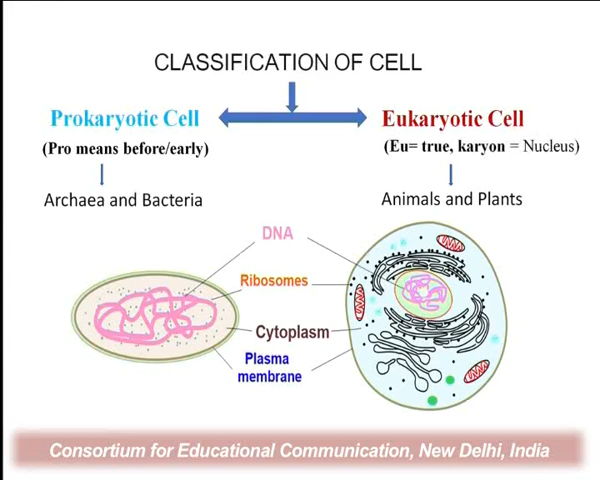 CLASSIFICATION OF CELL
Prokaryotic Cell
Eukaryotic Cell
(Pro means before/early)
(Eu= true, karyon = Nucleus)
Archaea and Bacteria
Animals and Plants
DNA
Ribosomes
Cytoplasm
Plasma
membrane
Consortium for Educational Communication, New Delhi, India